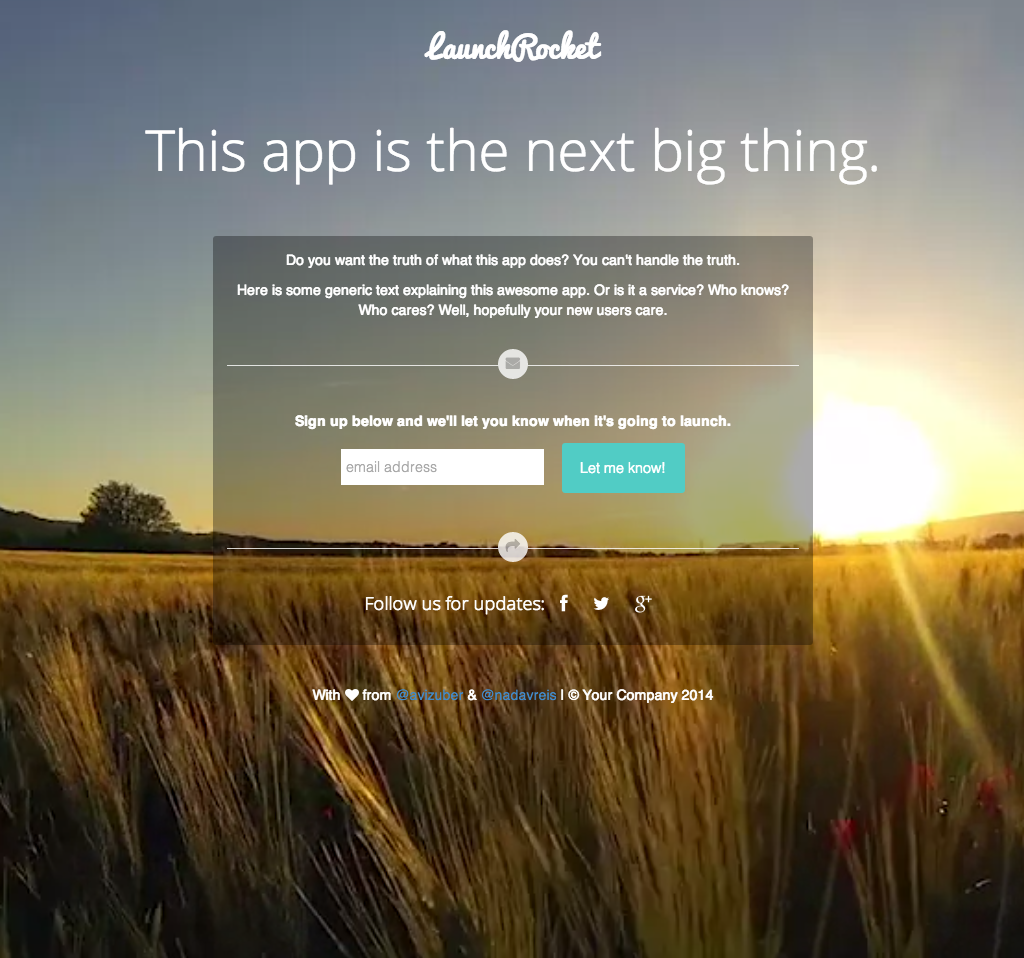 LaunchRocket
This app is the next big thing.
Do you want the truth of what this app does? You can't handle the truth.
Here is some generic text explaining this awesome app. Or is it a service? Who knows?
Who cares? Well, hopefully your new users care.
Sign up below and we'll let you know when it's going to launch.
email address
Let me know!
Follow us for updates: f g+
With ♥ from @avizuber & @nadavreis | © Your Company 2014